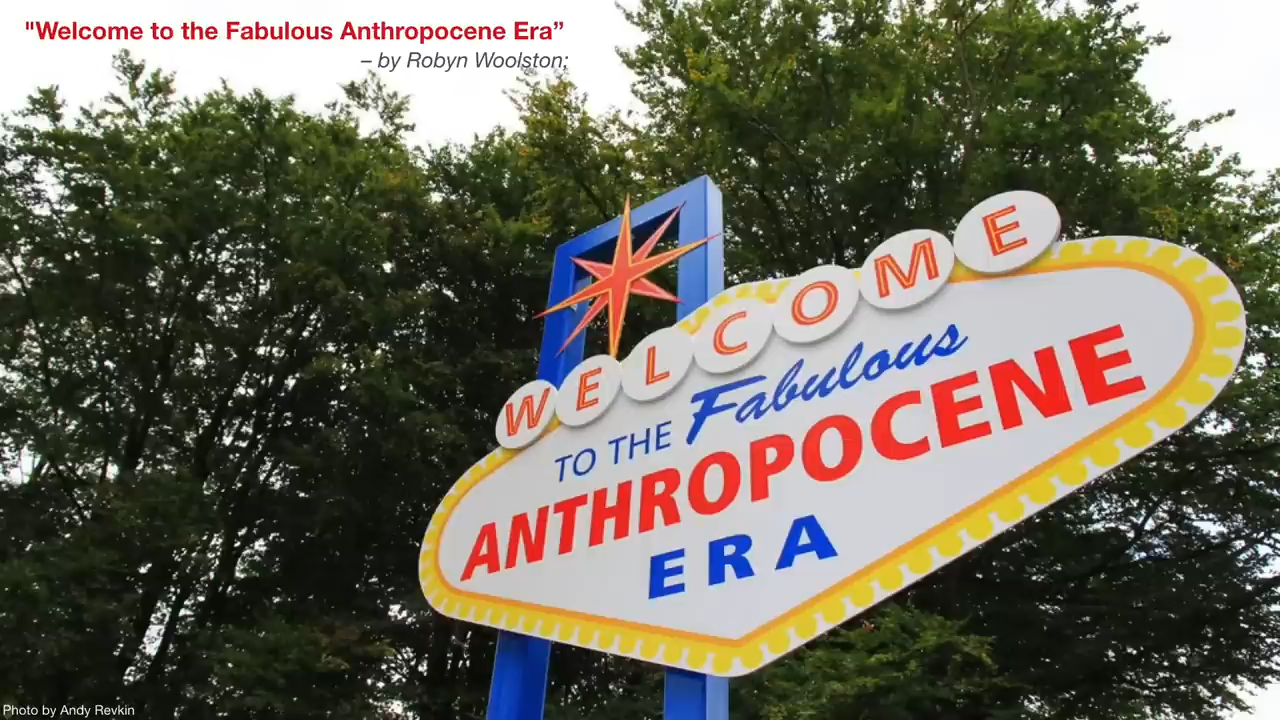 "Welcome to the Fabulous Anthropocene Era”
– by Robyn Woolston;
WELCOME
TO THE Fabulous
ANTHROPOCENE
ERA
Photo by Andy Revkin